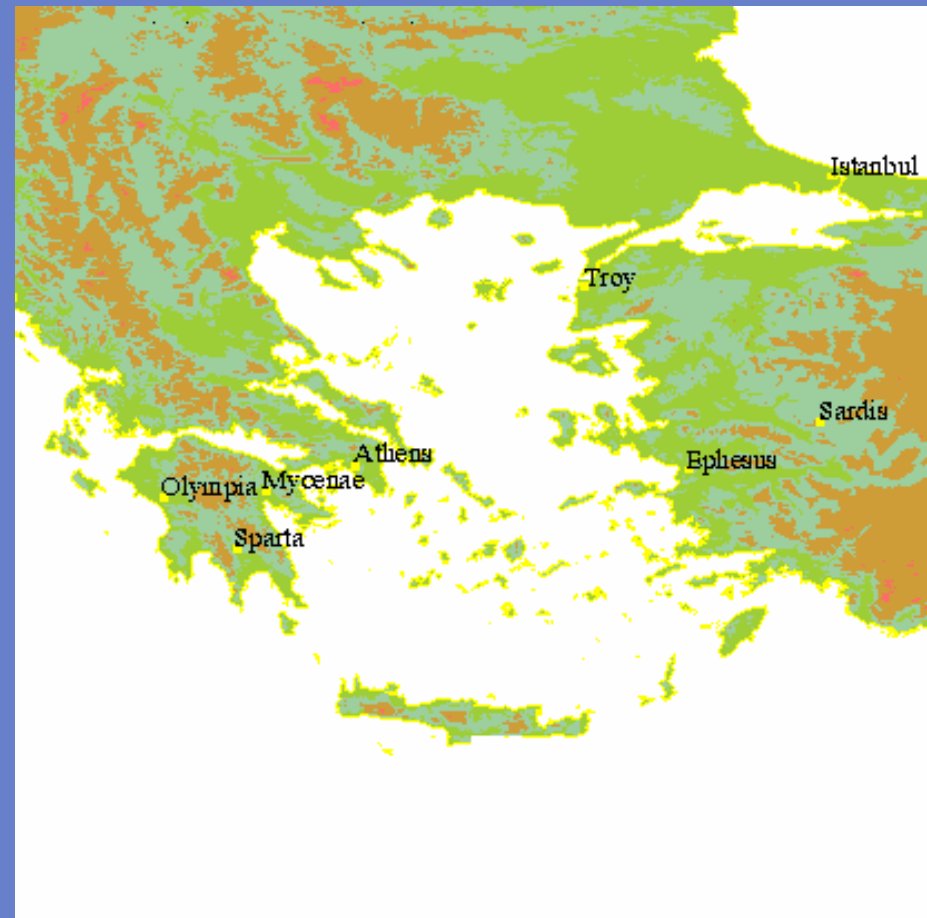 Istanbul
Troy
Sardis
Athens
Ephesus
Mycenae
Olympia
Sparta